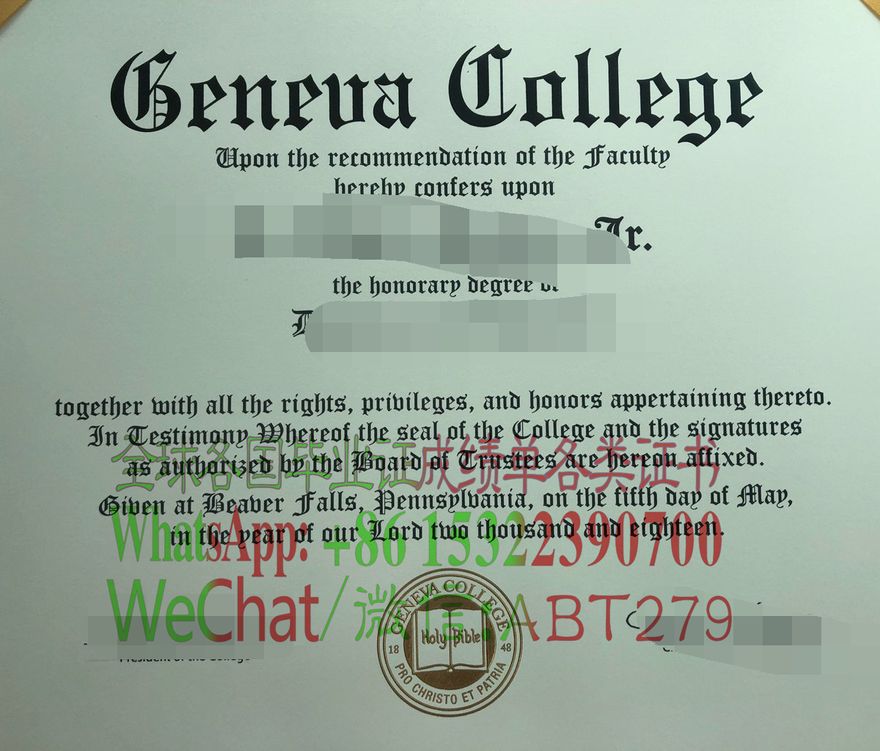 Geneva College
Upon the recommendation of the Faculty
hereby confers upon
Jr.
the honorary degree
together with all the rights, privileges, and honors appertaining thereto.
In Testimony Whereof the seal of the College and the signatures
全球各国毕业证成绩单各类证书
as authorized by the Board of Trustees are hereon affixed.
Given at Beaver Falls, Pennsylvania, on the fifth day of May,
in the year of our Lord two thousand and eighteen.
WhatsApp: +86 15322390700
WeChat/微信:ABT279
GENEVA COLLEGE
Holy Bible
18 48
PRO CHRISTO ET PATRIA
President of the College